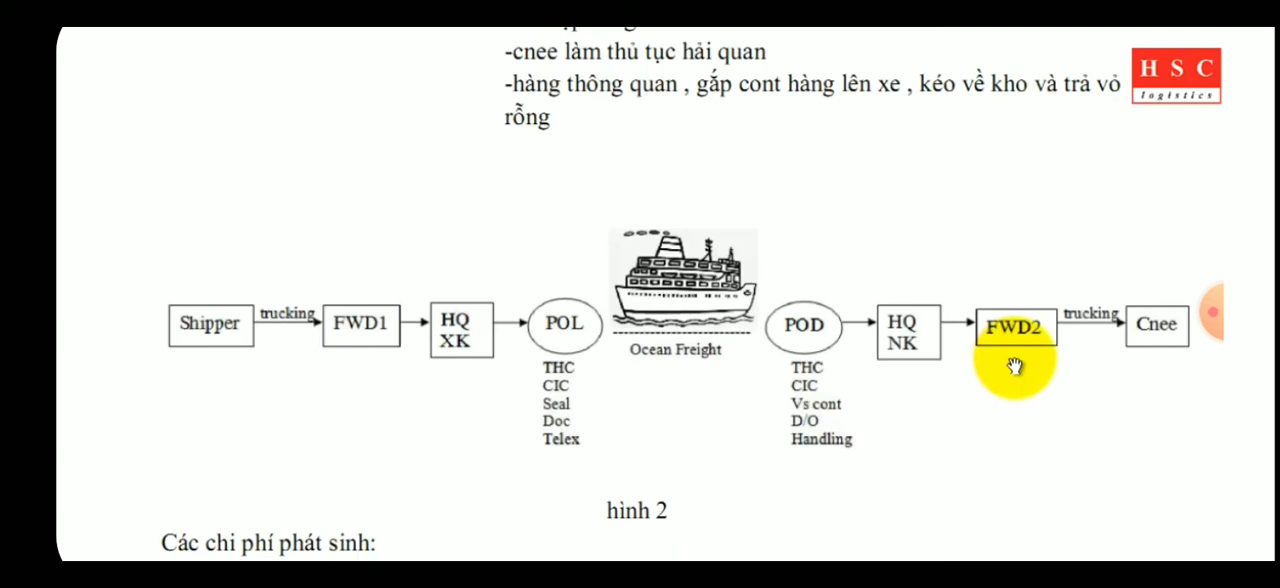 -cnee làm thủ tục hải quan
-hàng thông quan , gắp cont hàng lên xe , kéo về kho và trả vỏ
rỗng
H S C
logistics
Shipper
trucking
FWD1
HQ
XK
POL
THC
CIC
Seal
Doc
Telex
Ocean Freight
POD
THC
CIC
Vs cont
D/O
Handling
HQ
NK
FWD2
trucking
Cnee
hình 2
Các chi phí phát sinh: